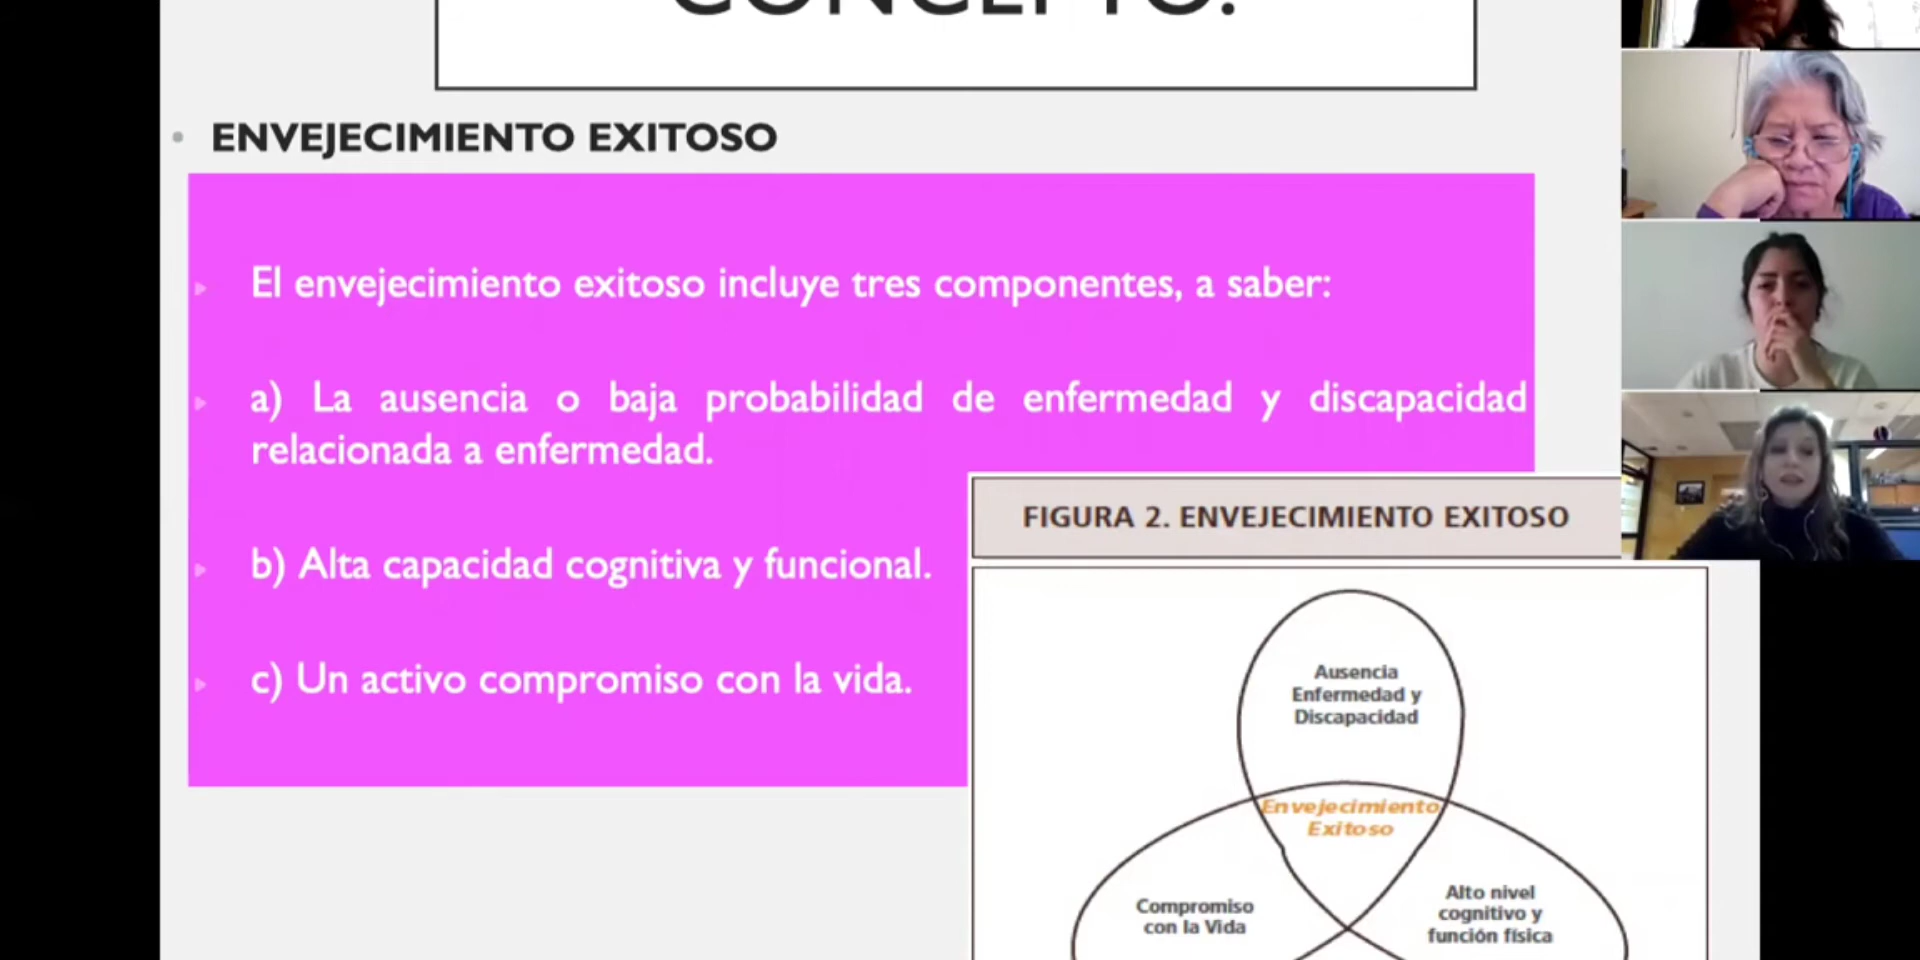 CONCEPTO:
ENVEJECIMIENTO EXITOSO
El envejecimiento exitoso incluye tres componentes, a saber:
a) La ausencia o baja probabilidad de enfermedad y discapacidad
relacionada a enfermedad.
b) Alta capacidad cognitiva y funcional.
c) Un activo compromiso con la vida.
FIGURA 2. ENVEJECIMIENTO EXITOSO
Ausencia
Enfermedad y
Discapacidad
Envejecimiento
Exitoso
Compromiso
con la Vida
Alto nivel
cognitivo y
función física